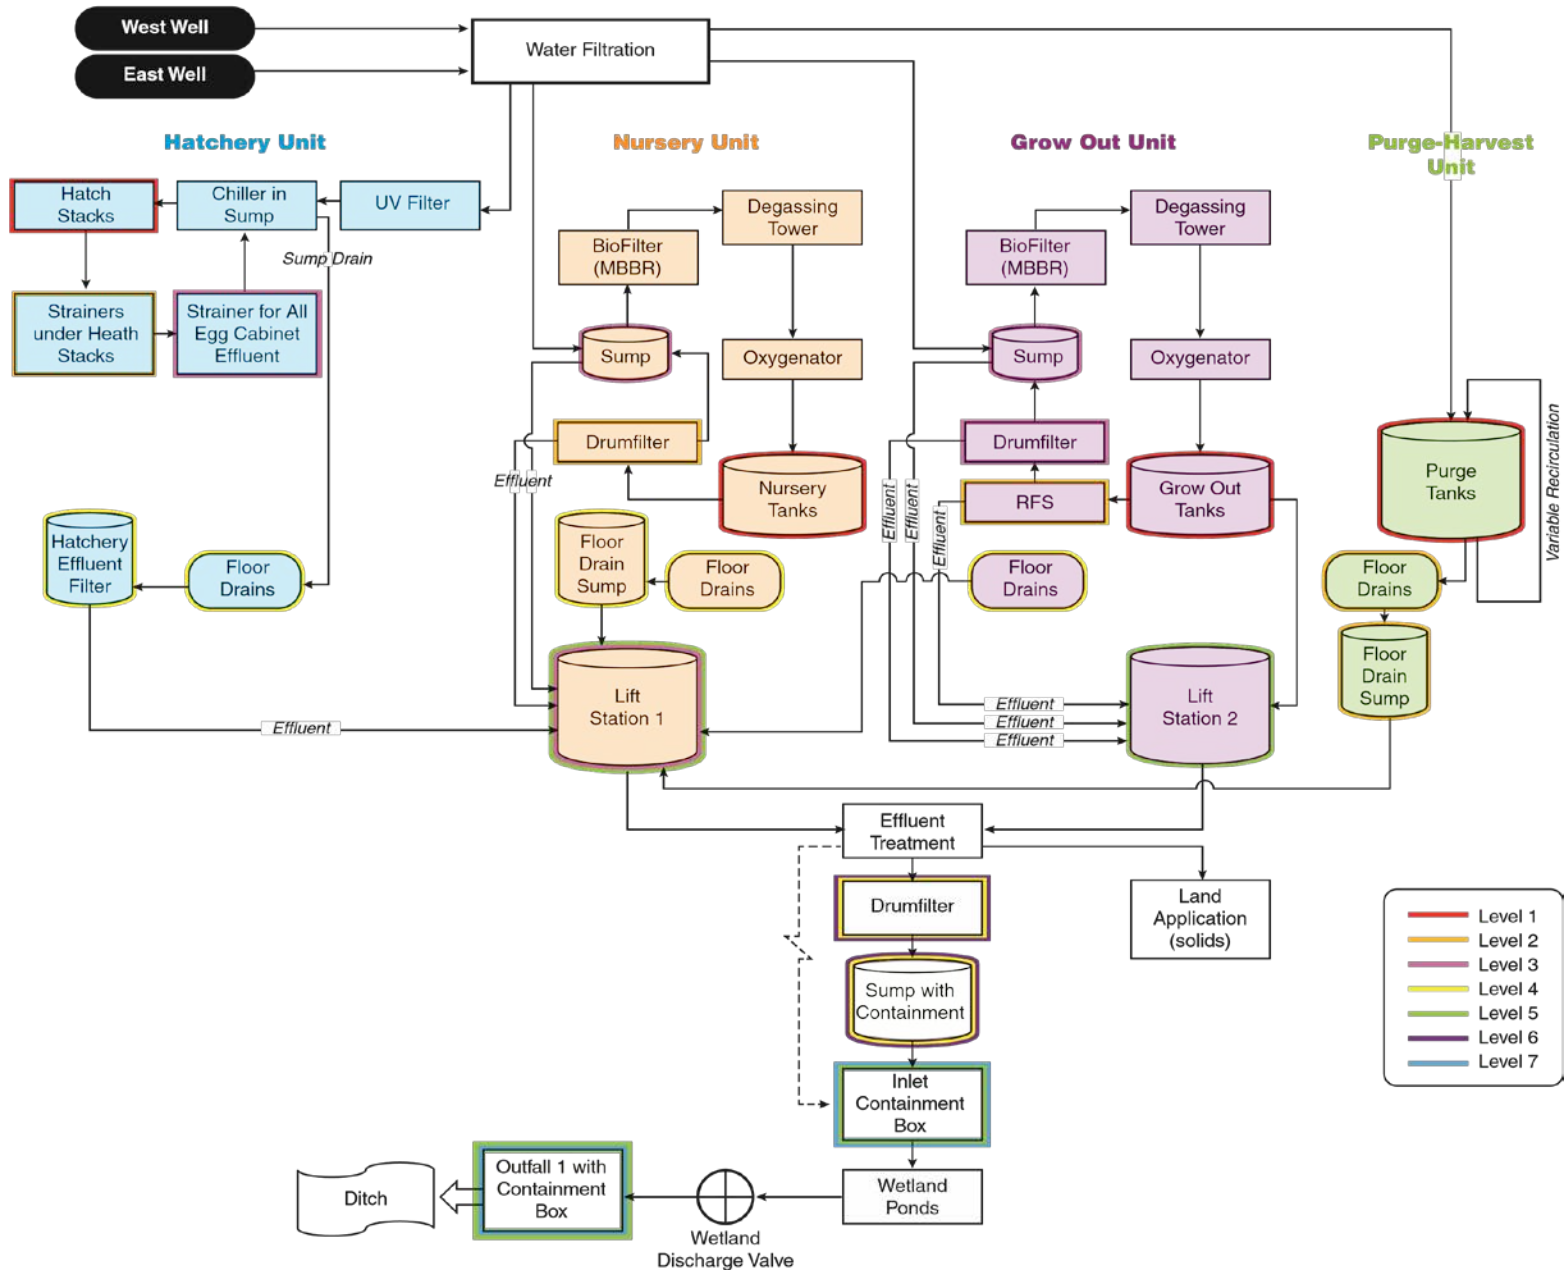 West Well
East Well
Water Filtration
Hatchery Unit
Nursery Unit
Grow Out Unit
Purge-Harvest
Unit
Hatch
Stacks
Chiller in
Sump
UV Filter
Sump Drain
Strainers
under Heath
Stacks
Strainer for All
Egg Cabinet
Effluent
Hatchery
Effluent
Filter
Floor
Drains
Effluent
BioFilter
(MBBR)
Degassing
Tower
Sump
Oxygenator
Drumfilter
Effluent
Nursery
Tanks
Floor
Drain
Sump
Floor
Drains
Lift
Station 1
BioFilter
(MBBR)
Degassing
Tower
Sump
Oxygenator
Drumfilter
RFS
Grow Out
Tanks
Effluent
Effluent
Effluent
Floor
Drains
Effluent
Effluent
Effluent
Lift
Station 2
Purge
Tanks
Variable Recirculation
Floor
Drains
Floor
Drain
Sump
Effluent
Treatment
Drumfilter
Land
Application
(solids)
Sump with
Containment
Inlet
Containment
Box
Wetland
Ponds
Wetland
Discharge Valve
Outfall 1 with
Containment
Box
Ditch
Level 1
Level 2
Level 3
Level 4
Level 5
Level 6
Level 7